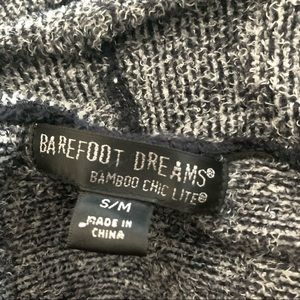 BAREFOOT DREAMS®
BAMBOO CHIC LITE®
S/M
MADE IN
CHINA